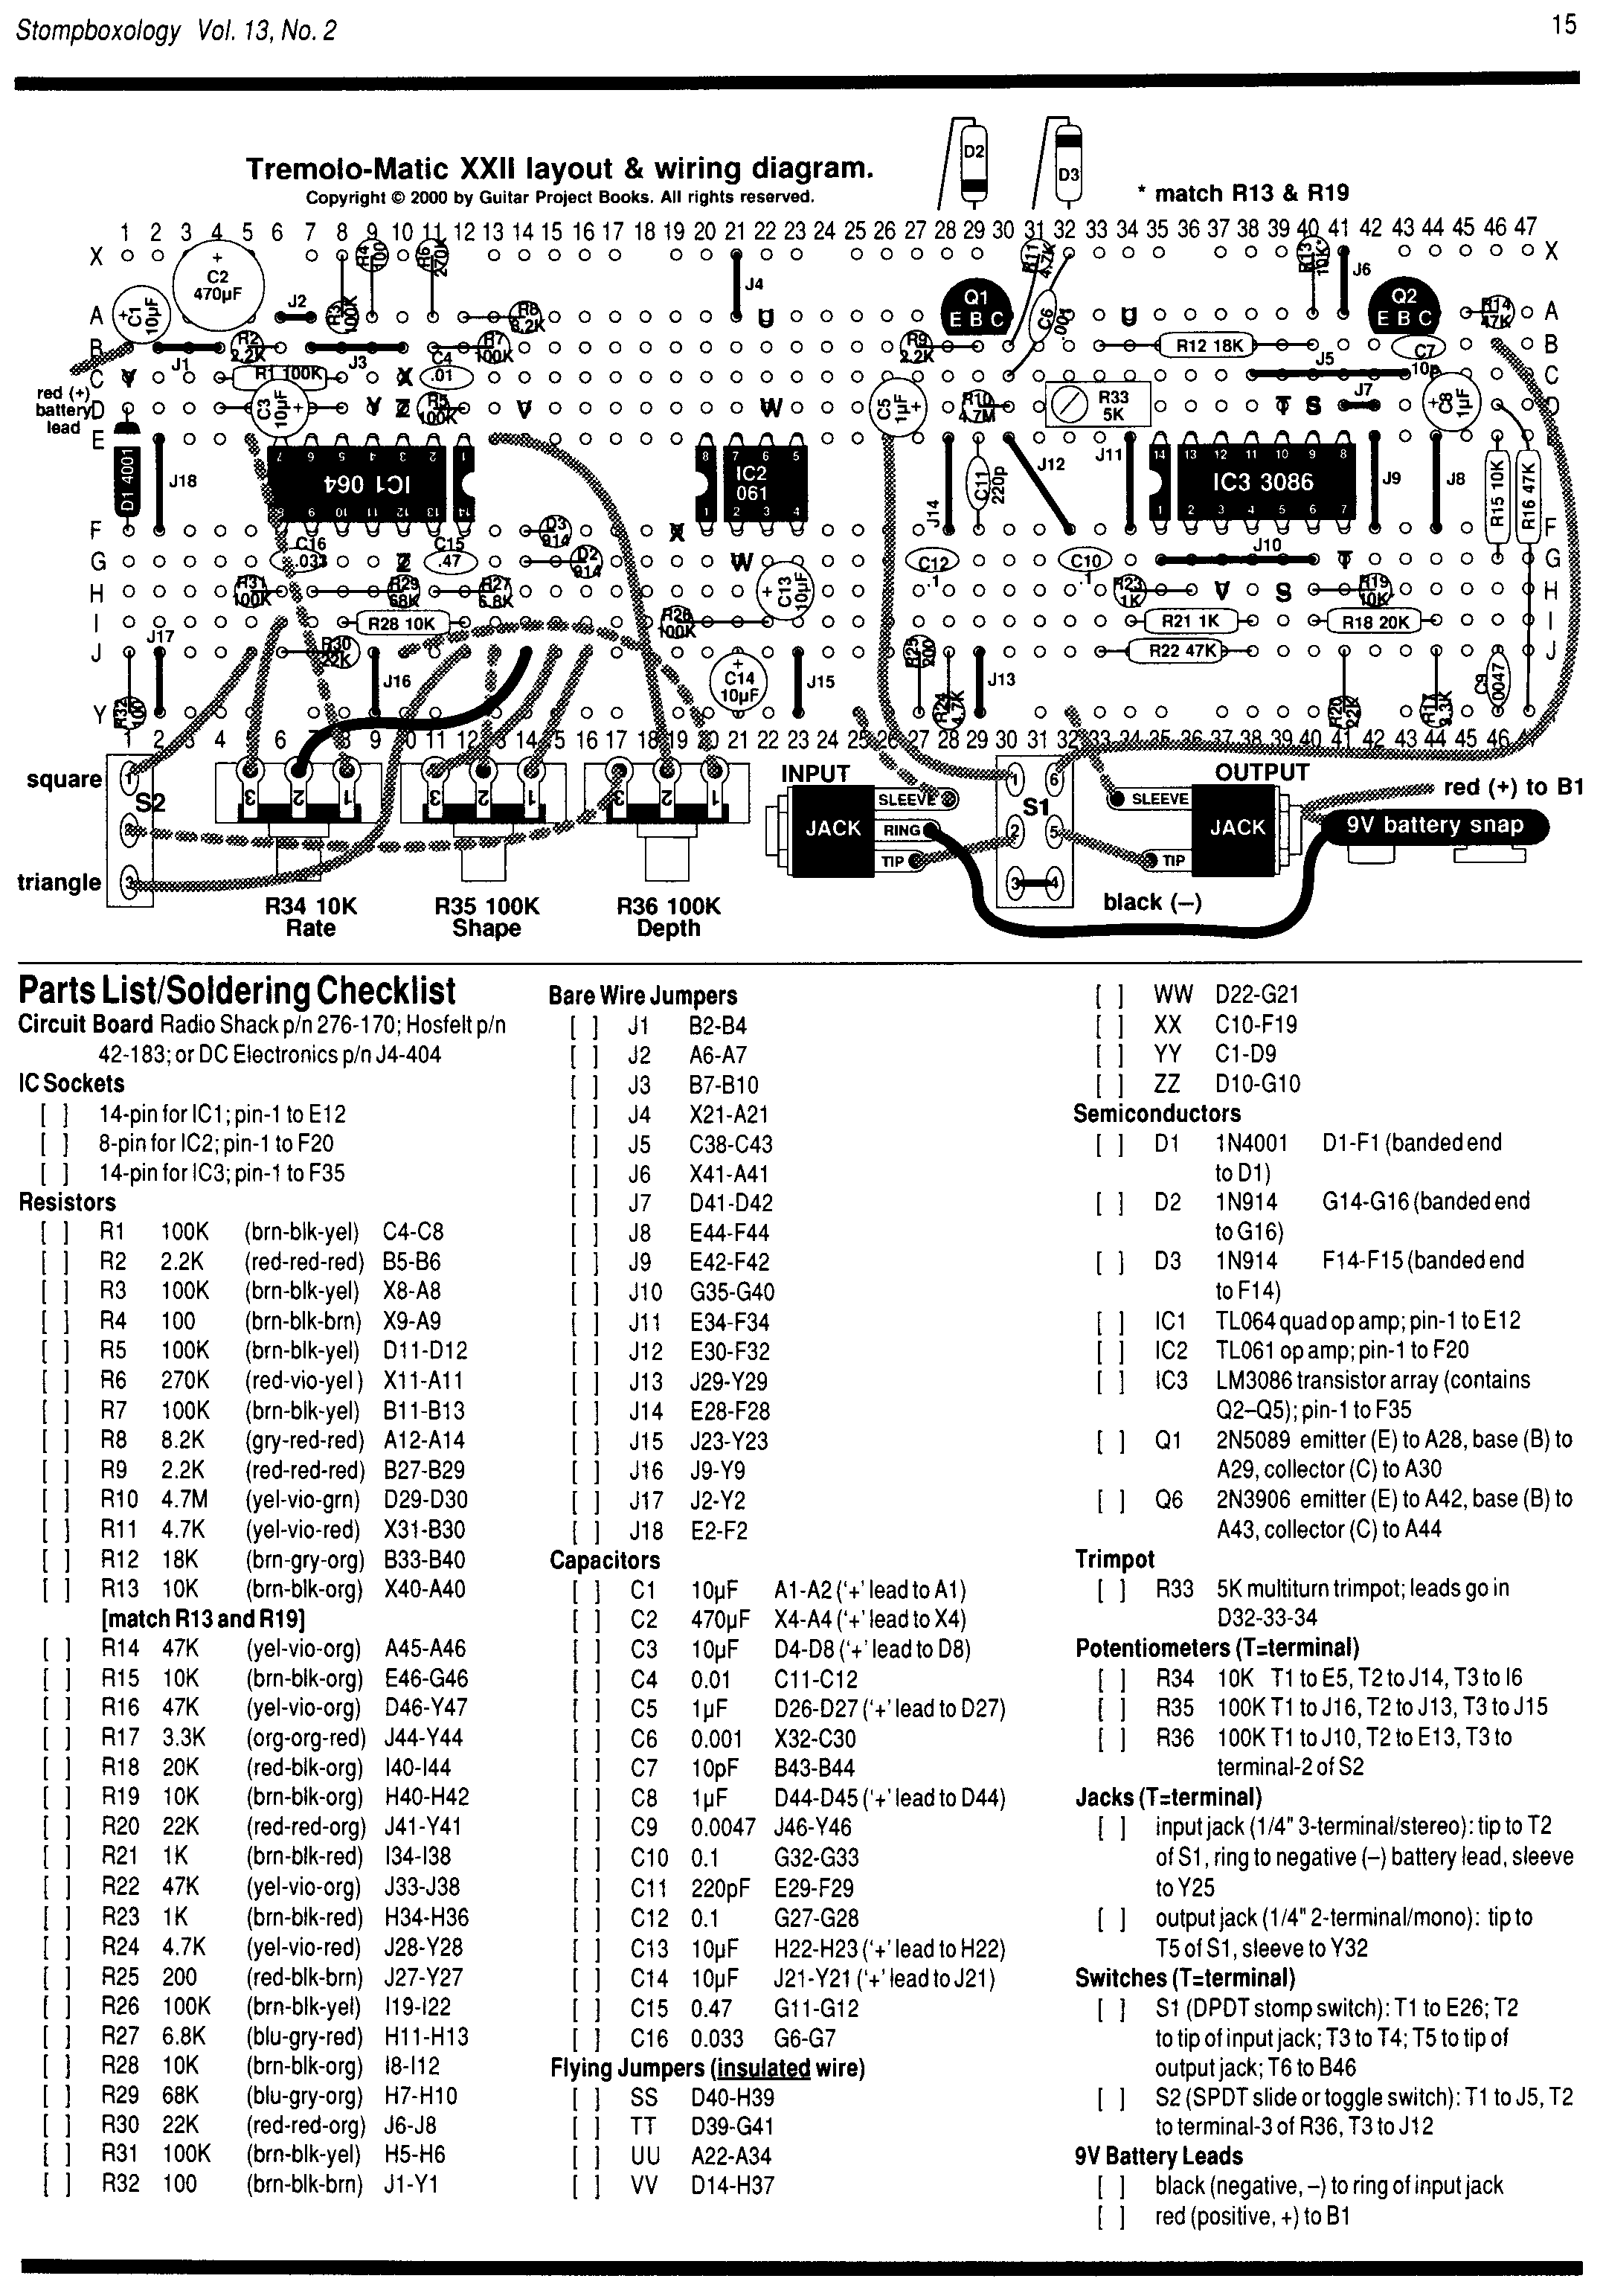 Stompboxology Vol. 13, No. 2
15
Tremolo-Matic XXII layout & wiring diagram.
Copyright © 2000 by Guitar Project Books. All rights reserved.
D2
D3
* match R13 & R19
1 2 3 4 5 6 7 8 9 10 11 12 13 14 15 16 17 18 19 20 21 22 23 24 25 26 27 28 29 30 31 32 33 34 35 36 37 38 39 40 41 42 43 44 45 46 47
X
R4 100
R6 270K
R11 4.7K
R13 10K*
X
C2 470µF
J4
J6
A
C1 10µF
J2
R3 100K
R8 8.2K
U
Q1 E B C
C6 .001
U
Q2 E B C
R14 47K
A
B
J1
R2 2.2K
J3
R7 100K
R9 2.2K
R12 18K
J5
C7 10p
B
C
V
R1 100K
X
C4 .01
J7
C
red (+) battery lead
D
C3 10µF
Y
Z
R5 100K
V
W
C5 1µF
R10 4.7M
R33 5K
T
S
C8 1µF
D
E
D1 4001
J18
IC1 064
IC2 061
J14
C11 220p
J12
J11
IC3 3086
J9
J8
R15 10K
R16 47K
E
F
D3 914
X
F
G
C16 .033
Z
C15 .47
D2 914
W
C12 .1
C10 .1
J10
T
G
H
R31 100K
R29 68K
R27 6.8K
C13 10µF
R23 1K
V
S
R19 10K
H
I
R28 10K
R26 100K
R21 1K
R18 20K
I
J
J17
R30 22K
J16
C14 10µF
J15
R25 200
J13
R22 47K
C9 .0047
J
Y
R32 100
R24 4.7K
R20 22K
R17 3.3K
square
S2
triangle
1
3
3 2 1
3 2 1
3 2 1
R34 10K Rate
R35 100K Shape
R36 100K Depth
INPUT
JACK
SLEEVE
RING
TIP
S1
1 6
2 5
3 4
OUTPUT
SLEEVE
JACK
TIP
red (+) to B1
9V battery snap
black (–)
Parts List/Soldering Checklist
Circuit Board Radio Shack p/n 276-170; Hosfelt p/n
42-183; or DC Electronics p/n J4-404
IC Sockets
[ ] 14-pin for IC1; pin-1 to E12
[ ] 8-pin for IC2; pin-1 to F20
[ ] 14-pin for IC3; pin-1 to F35
Resistors
[ ] R1 100K (brn-blk-yel) C4-C8
[ ] R2 2.2K (red-red-red) B5-B6
[ ] R3 100K (brn-blk-yel) X8-A8
[ ] R4 100 (brn-blk-brn) X9-A9
[ ] R5 100K (brn-blk-yel) D11-D12
[ ] R6 270K (red-vio-yel) X11-A11
[ ] R7 100K (brn-blk-yel) B11-B13
[ ] R8 8.2K (gry-red-red) A12-A14
[ ] R9 2.2K (red-red-red) B27-B29
[ ] R10 4.7M (yel-vio-grn) D29-D30
[ ] R11 4.7K (yel-vio-red) X31-B30
[ ] R12 18K (brn-gry-org) B33-B40
[ ] R13 10K (brn-blk-org) X40-A40
[match R13 and R19]
[ ] R14 47K (yel-vio-org) A45-A46
[ ] R15 10K (brn-blk-org) E46-G46
[ ] R16 47K (yel-vio-org) D46-Y47
[ ] R17 3.3K (org-org-red) J44-Y44
[ ] R18 20K (red-blk-org) I40-I44
[ ] R19 10K (brn-blk-org) H40-H42
[ ] R20 22K (red-red-org) J41-Y41
[ ] R21 1K (brn-blk-red) I34-I38
[ ] R22 47K (yel-vio-org) J33-J38
[ ] R23 1K (brn-blk-red) H34-H36
[ ] R24 4.7K (yel-vio-red) J28-Y28
[ ] R25 200 (red-blk-brn) J27-Y27
[ ] R26 100K (brn-blk-yel) I19-I22
[ ] R27 6.8K (blu-gry-red) H11-H13
[ ] R28 10K (brn-blk-org) I8-I12
[ ] R29 68K (blu-gry-org) H7-H10
[ ] R30 22K (red-red-org) J6-J8
[ ] R31 100K (brn-blk-yel) H5-H6
[ ] R32 100 (brn-blk-brn) J1-Y1
Bare Wire Jumpers
[ ] J1 B2-B4
[ ] J2 A6-A7
[ ] J3 B7-B10
[ ] J4 X21-A21
[ ] J5 C38-C43
[ ] J6 X41-A41
[ ] J7 D41-D42
[ ] J8 E44-F44
[ ] J9 E42-F42
[ ] J10 G35-G40
[ ] J11 E34-F34
[ ] J12 E30-F32
[ ] J13 J29-Y29
[ ] J14 E28-F28
[ ] J15 J23-Y23
[ ] J16 J9-Y9
[ ] J17 J2-Y2
[ ] J18 E2-F2
Capacitors
[ ] C1 10µF A1-A2 ('+' lead to A1)
[ ] C2 470µF X4-A4 ('+' lead to X4)
[ ] C3 10µF D4-D8 ('+' lead to D8)
[ ] C4 0.01 C11-C12
[ ] C5 1µF D26-D27 ('+' lead to D27)
[ ] C6 0.001 X32-C30
[ ] C7 10pF B43-B44
[ ] C8 1µF D44-D45 ('+' lead to D44)
[ ] C9 0.0047 J46-Y46
[ ] C10 0.1 G32-G33
[ ] C11 220pF E29-F29
[ ] C12 0.1 G27-G28
[ ] C13 10µF H22-H23 ('+' lead to H22)
[ ] C14 10µF J21-Y21 ('+' lead to J21)
[ ] C15 0.47 G11-G12
[ ] C16 0.033 G6-G7
Flying Jumpers (insulated wire)
[ ] SS D40-H39
[ ] TT D39-G41
[ ] UU A22-A34
[ ] VV D14-H37
[ ] WW D22-G21
[ ] XX C10-F19
[ ] YY C1-D9
[ ] ZZ D10-G10
Semiconductors
[ ] D1 1N4001 D1-F1 (banded end
to D1)
[ ] D2 1N914 G14-G16 (banded end
to G16)
[ ] D3 1N914 F14-F15 (banded end
to F14)
[ ] IC1 TL064 quad op amp; pin-1 to E12
[ ] IC2 TL061 op amp; pin-1 to F20
[ ] IC3 LM3086 transistor array (contains
Q2–Q5); pin-1 to F35
[ ] Q1 2N5089 emitter (E) to A28, base (B) to
A29, collector (C) to A30
[ ] Q6 2N3906 emitter (E) to A42, base (B) to
A43, collector (C) to A44
Trimpot
[ ] R33 5K multiturn trimpot; leads go in
D32-33-34
Potentiometers (T=terminal)
[ ] R34 10K T1 to E5, T2 to J14, T3 to I6
[ ] R35 100K T1 to J16, T2 to J13, T3 to J15
[ ] R36 100K T1 to J10, T2 to E13, T3 to
terminal-2 of S2
Jacks (T=terminal)
[ ] input jack (1/4" 3-terminal/stereo): tip to T2
of S1, ring to negative (–) battery lead, sleeve
to Y25
[ ] output jack (1/4" 2-terminal/mono): tip to
T5 of S1, sleeve to Y32
Switches (T=terminal)
[ ] S1 (DPDT stomp switch): T1 to E26; T2
to tip of input jack; T3 to T4; T5 to tip of
output jack; T6 to B46
[ ] S2 (SPDT slide or toggle switch): T1 to J5, T2
to terminal-3 of R36, T3 to J12
9V Battery Leads
[ ] black (negative, –) to ring of input jack
[ ] red (positive, +) to B1